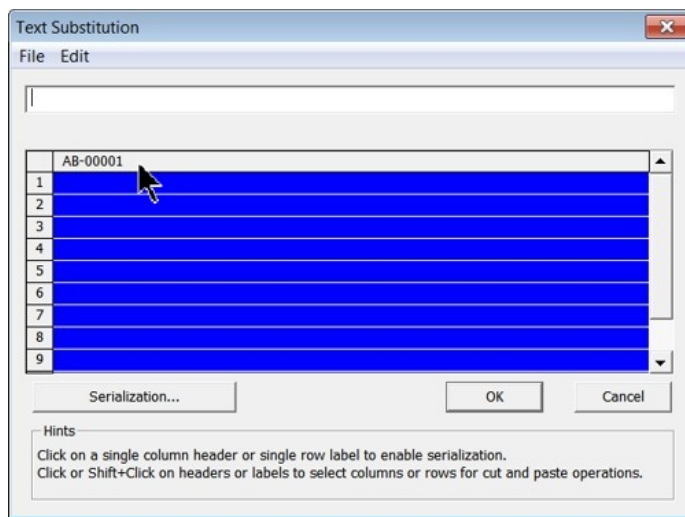 Text Substitution
File Edit
AB-00001
1
2
3
4
5
6
7
8
9
Serialization... OK Cancel
Hints
Click on a single column header or single row label to enable serialization.
Click or Shift+Click on headers or labels to select columns or rows for cut and paste operations.